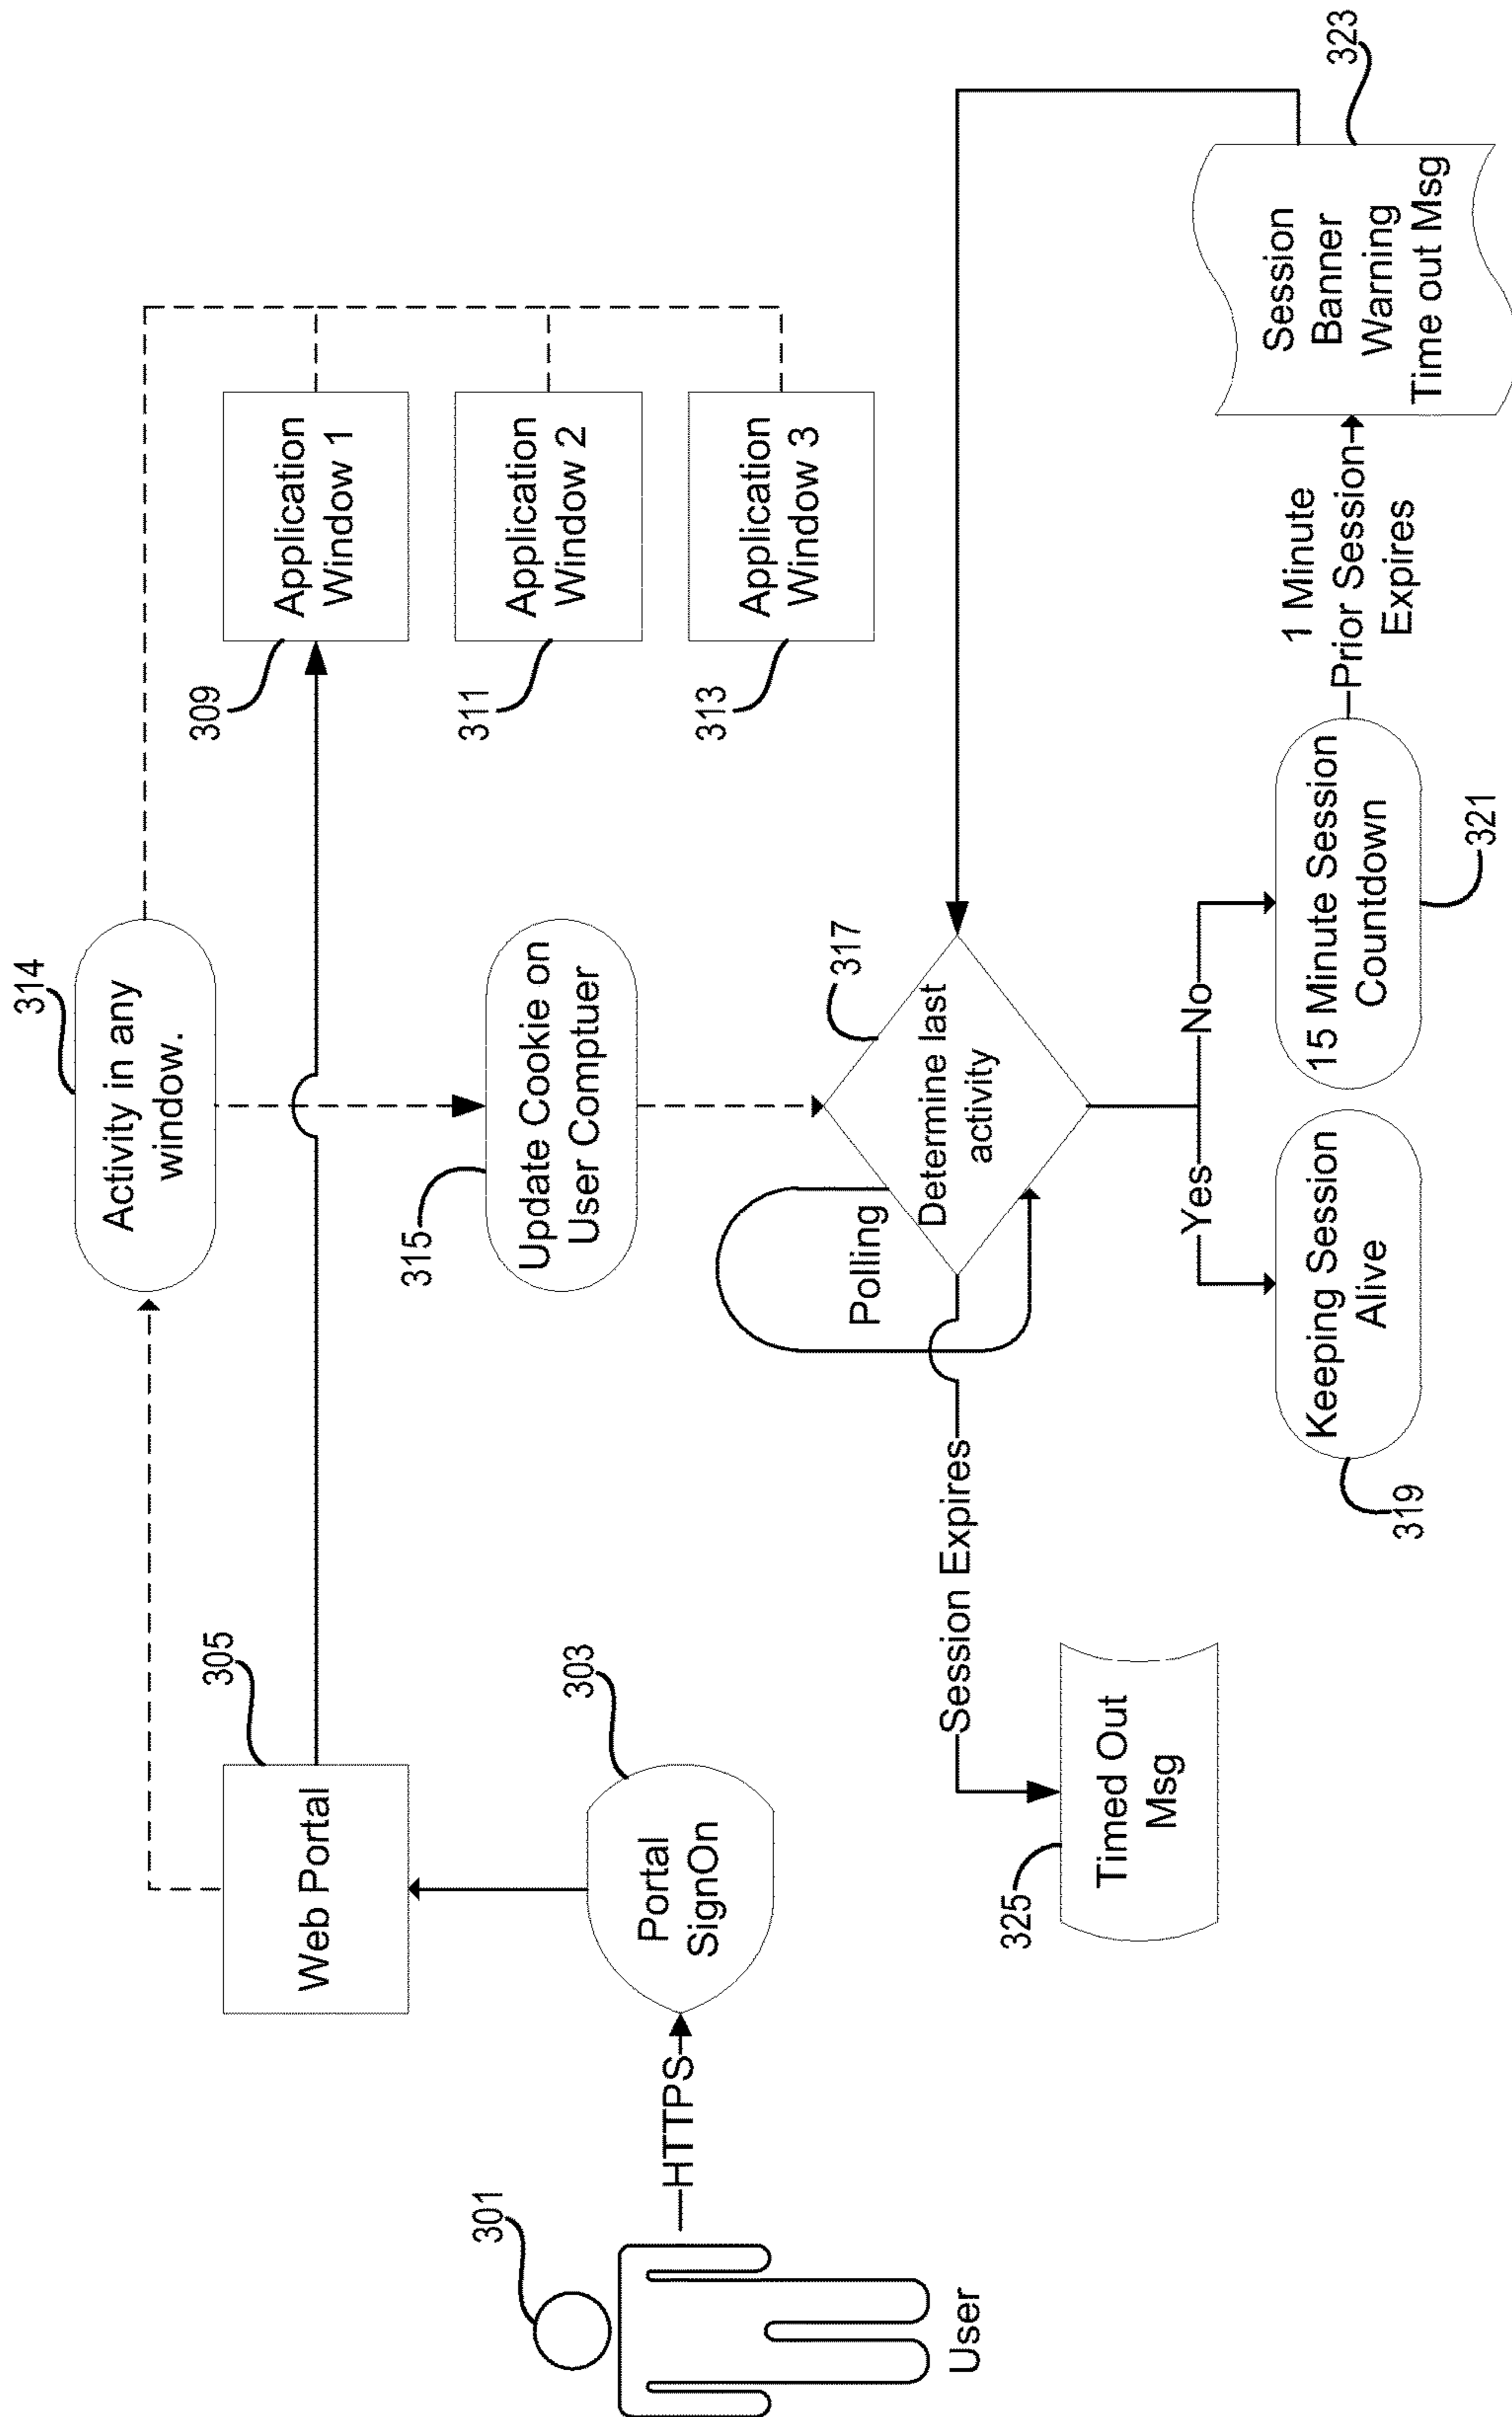 314
Activity in any
window.
305
Web Portal
309
Application
Window 1
301
HTTPS
User
303
Portal
SignOn
315
Update Cookie on
User Comptuer
311
Application
Window 2
313
Application
Window 3
Polling
317
Determine last
activity
Session Expires
325
Timed Out
Msg
Yes
No
319
Keeping Session
Alive
15 Minute Session
Countdown
321
1 Minute
Prior Session
Expires
Session
Banner
Warning
Time out Msg
323